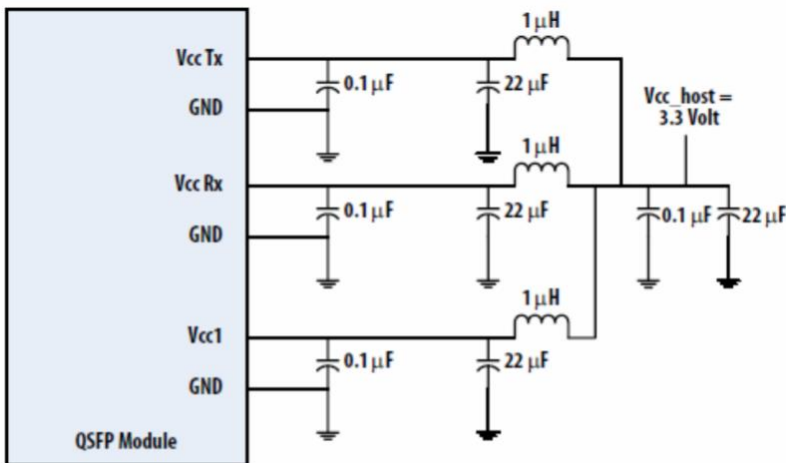 1 μH
Vcc Tx
0.1 μF
22 μF
GND
Vcc_host =
3.3 Volt
1 μH
Vcc Rx
0.1 μF
22 μF
0.1 μF
22 μF
GND
1 μH
Vcc1
0.1 μF
22 μF
GND
QSFP Module